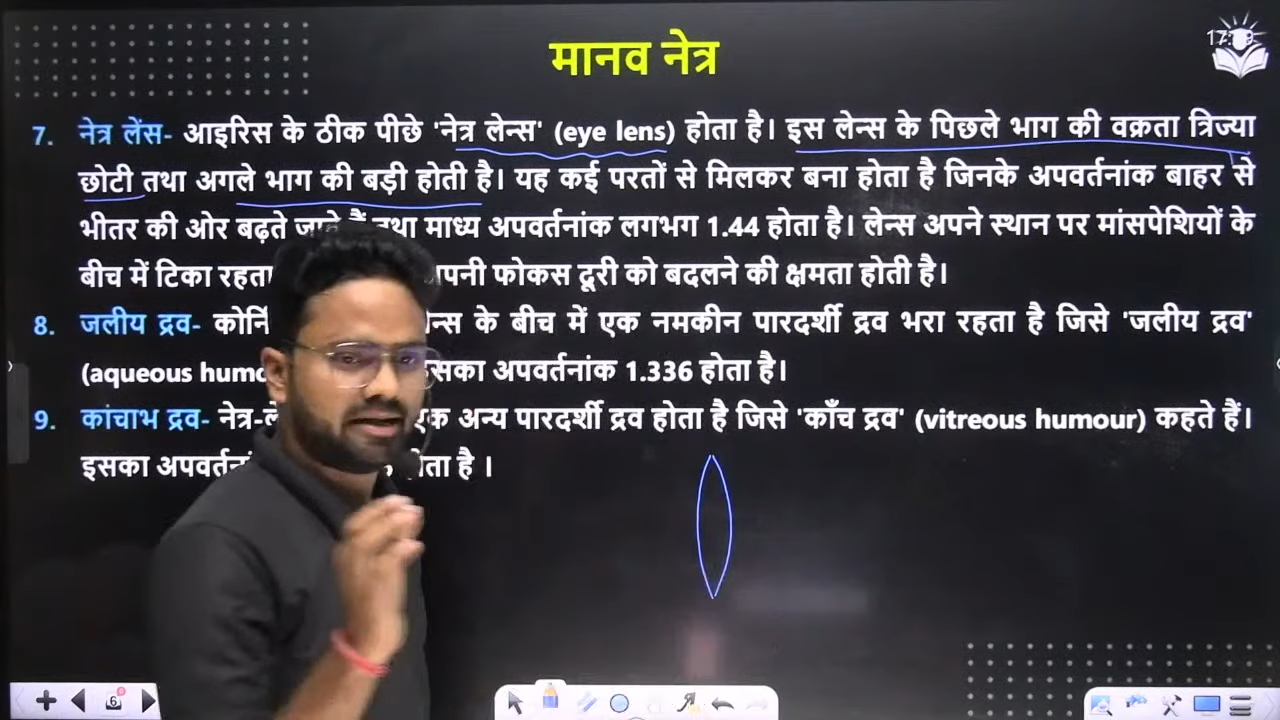 मानव नेत्र
7. नेत्र लेंस- आइरिस के ठीक पीछे 'नेत्र लेन्स' (eye lens) होता है। इस लेन्स के पिछले भाग की वक्रता त्रिज्या
छोटी तथा अगले भाग की बड़ी होती है। यह कई परतों से मिलकर बना होता है जिनके अपवर्तनांक बाहर से
भीतर की ओर बढ़ते जाते हैं तथा माध्य अपवर्तनांक लगभग 1.44 होता है। लेन्स अपने स्थान पर मांसपेशियों के
बीच में टिका रहता अपनी फोकस दूरी को बदलने की क्षमता होती है।
8. जलीय द्रव- के बीच में एक नमकीन पारदर्शी द्रव भरा रहता है जिसे 'जलीय द्रव'
(aqueous अपवर्तनांक 1.336 होता है।
9. कांचाभ द्रव- एक अन्य पारदर्शी द्रव होता है जिसे 'काँच द्रव' (vitreous humour) कहते हैं।
इसका होता है ।
6